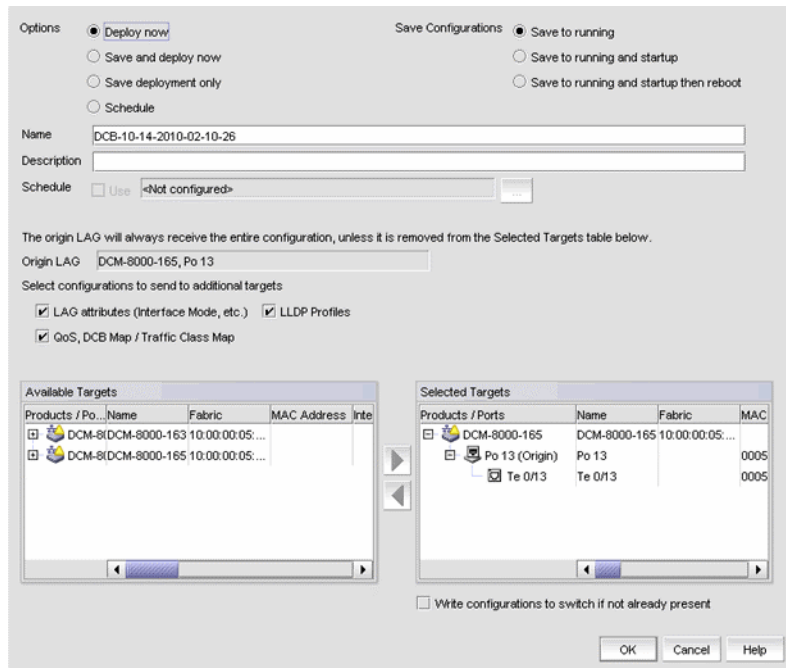 Options Deploy now Save Configurations Save to running
Save and deploy now Save to running and startup
Save deployment only Save to running and startup then reboot
Schedule
Name DCB-10-14-2010-02-10-26
Description
Schedule Use <Not configured> ...
The origin LAG will always receive the entire configuration, unless it is removed from the Selected Targets table below.
Origin LAG DCM-8000-165, Po 13
Select configurations to send to additional targets
LAG attributes (Interface Mode, etc.) LLDP Profiles
QoS, DCB Map / Traffic Class Map
Available Targets
Products / Po... Name Fabric MAC Address Inte
DCM-8( DCM-8000-163 10:00:00:05:...
DCM-8( DCM-8000-165 10:00:00:05:...
Selected Targets
Products / Ports Name Fabric MAC
DCM-8000-165 DCM-8000-165 10:00:00:05:...
Po 13 (Origin) Po 13 0005
Te 0/13 Te 0/13 0005
Write configurations to switch if not already present
OK Cancel Help